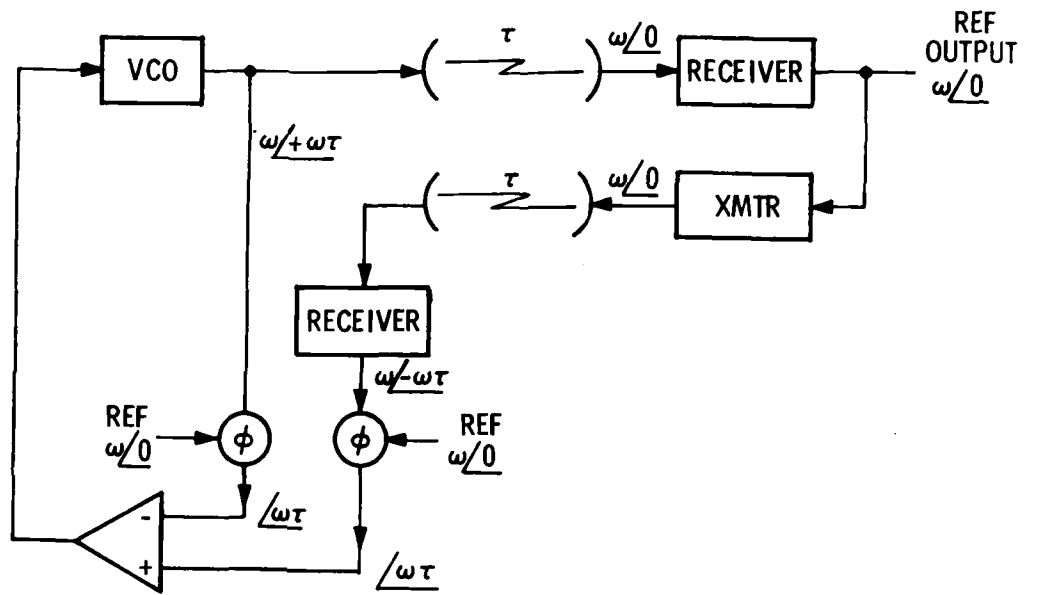 REF
OUTPUT
ω/0
τ
ω/0
VCO
RECEIVER
ω/+ωτ
τ
ω/0
XMTR
RECEIVER
ω/-ωτ
REF
ω/0
ϕ
ϕ
REF
ω/0
-
/ωτ
+
/ωτ